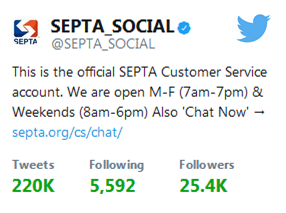 SEPTA_SOCIAL
SEPTA
@SEPTA_SOCIAL
This is the official SEPTA Customer Service
account. We are open M-F (7am-7pm) &
Weekends (8am-6pm) Also 'Chat Now' →
septa.org/cs/chat/
Tweets Following Followers
220K 5,592 25.4K